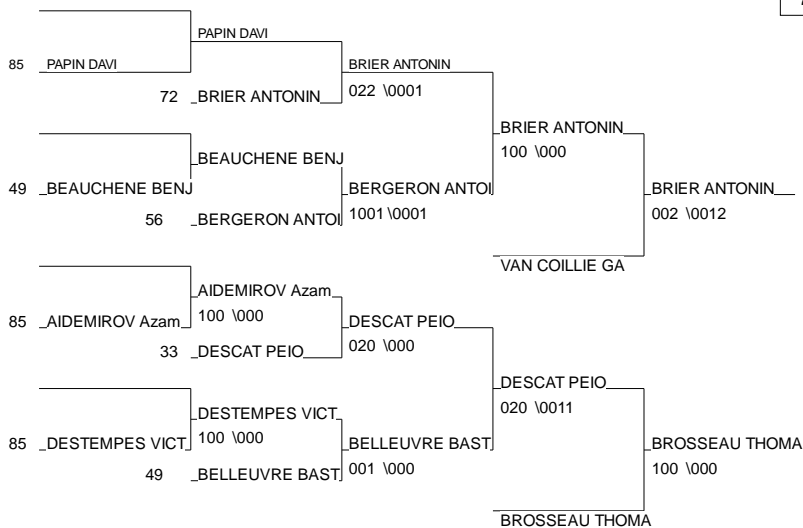 PAPIN DAVI
85 PAPIN DAVI
BRIER ANTONIN
72 BRIER ANTONIN
022 \0001
BRIER ANTONIN
100 \000
BEAUCHENE BENJ
49 BEAUCHENE BENJ
BERGERON ANTOI
BRIER ANTONIN
56 BERGERON ANTOI
1001 \0001
002 \0012
VAN COILLIE GA
AIDEMIROV Azam
85 AIDEMIROV Azam
100 \000
DESCAT PEIO
33 DESCAT PEIO
020 \000
DESCAT PEIO
020 \0011
DESTEMPES VICT
85 DESTEMPES VICT
100 \000
BELLEUVRE BAST
BROSSEAU THOMA
49 BELLEUVRE BAST
001 \000
100 \000
BROSSEAU THOMA